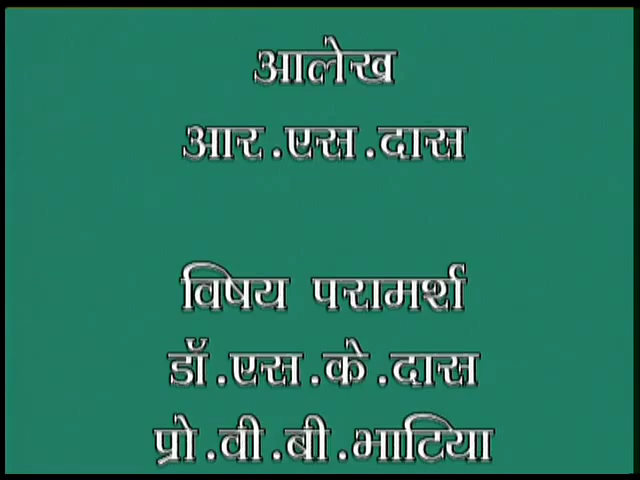 आलेख
आर.एस.दास
विषय परामर्श
डॉ.एस.के.दास
प्रो.वी.बी.भाटिया